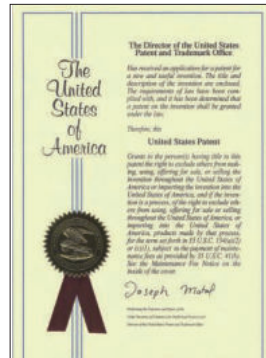 The Director of the United States
Patent and Trademark Office
The
United
States
of
America
Has received an application for a patent for
a new and useful invention. The title and
description of the invention are enclosed.
The requirements of law have been com-
plied with, and it has been determined that
a patent on the invention shall be granted
under the law.
Therefore, this
United States Patent
Grants to the person(s) having title to this
patent the right to exclude others from mak-
ing, using, offering for sale, or selling the
invention throughout the United States of
America or importing the invention into the
United States of America, and if the inven-
tion is a process, of the right to exclude oth-
ers from using, offering for sale or selling
throughout the United States of America, or
importing into the United States of
America, products made by that process,
for the term set forth in 35 U.S.C. 154(a)(2)
or (c)(1), subject to the payment of mainte-
nance fees as provided by 35 U.S.C. 41(b).
See the Maintenance Fee Notice on the
inside of the cover.
Joseph Matal